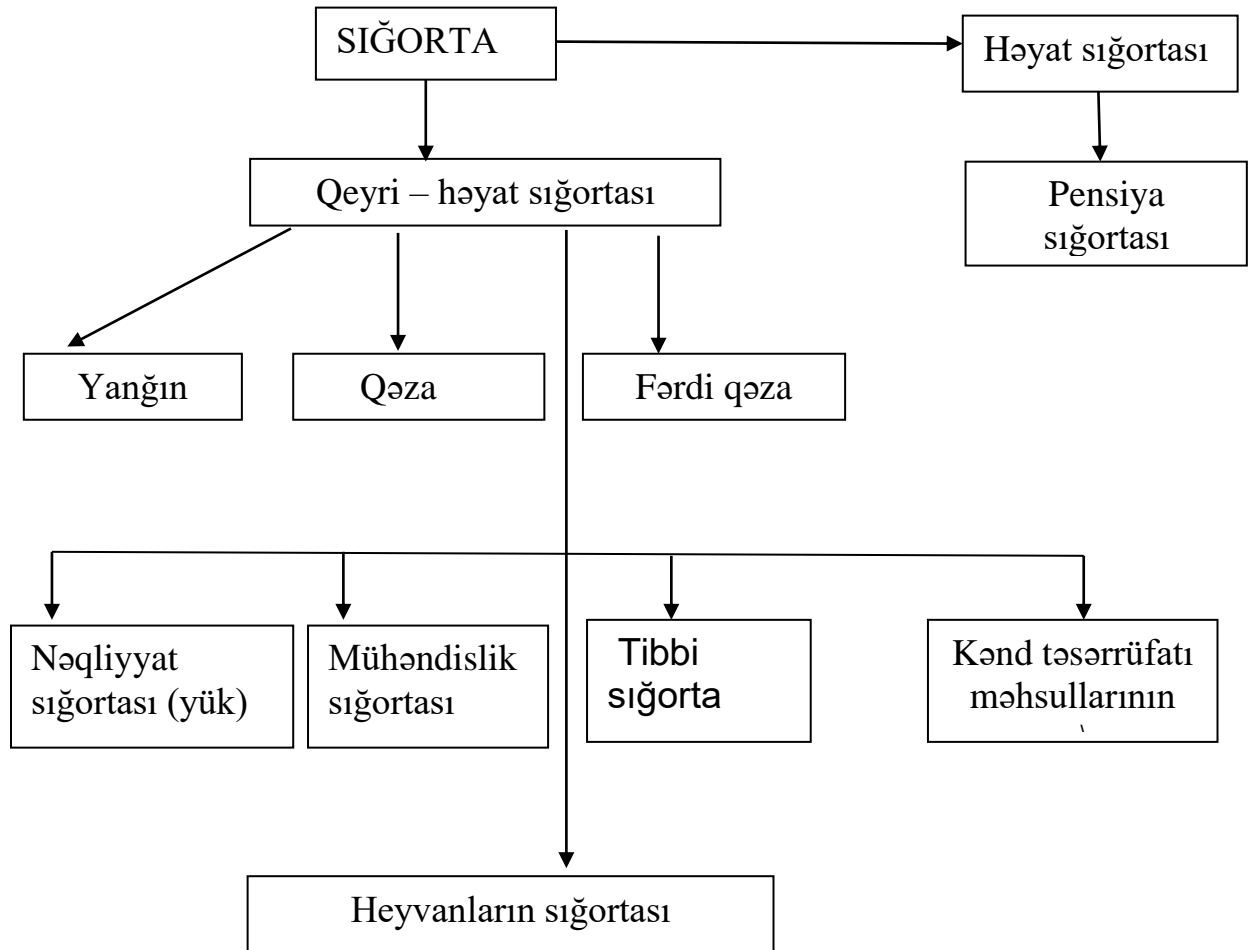 SIĞORTA
Həyat sığortası
Qeyri – həyat sığortası
Pensiya
sığortası
Yanğın
Qəza
Fərdi qəza
Nəqliyyat
sığortası (yük)
Mühəndislik
sığortası
Tibbi
sığorta
Kənd təsərrüfatı
məhsullarının
Heyvanların sığortası